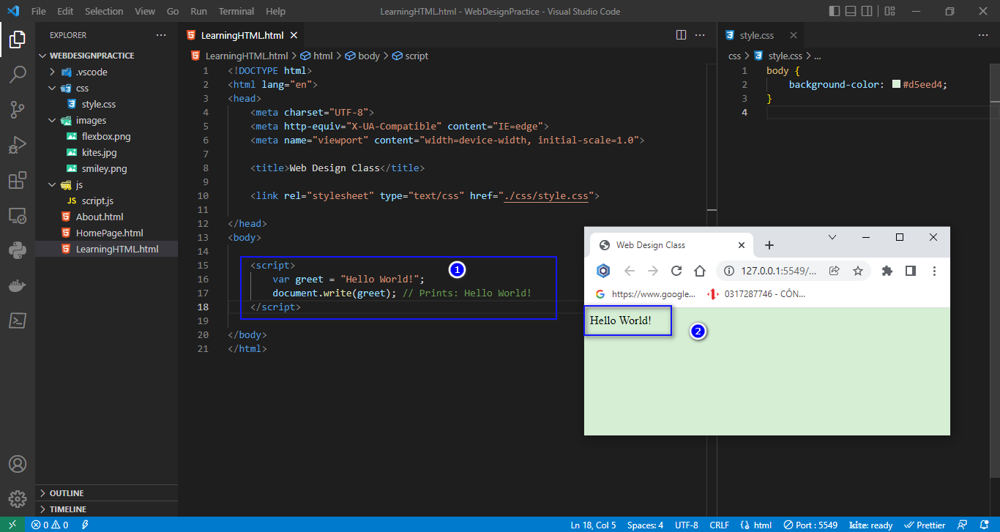 File Edit Selection View Go Run Terminal Help LearningHTML.html - WebDesignPractice - Visual Studio Code
EXPLORER
WEBDESIGNPRACTICE
.vscode
css
style.css
images
flexbox.png
kites.jpg
smiley.png
js
JS script.js
About.html
HomePage.html
LearningHTML.html
OUTLINE
TIMELINE
LearningHTML.html
LearningHTML.html > html > body > script
1 <!DOCTYPE html>
2 <html lang="en">
3 <head>
4 <meta charset="UTF-8">
5 <meta http-equiv="X-UA-Compatible" content="IE=edge">
6 <meta name="viewport" content="width=device-width, initial-scale=1.0">
7
8 <title>Web Design Class</title>
9
10 <link rel="stylesheet" type="text/css" href="./css/style.css">
11
12 </head>
13 <body>
14
15 <script>
1
16 var greet = "Hello World!";
17 document.write(greet); // Prints: Hello World!
18 </script>
19
20 </body>
21 </html>
style.css
css > style.css > ...
1 body {
2 background-color: #d5eed4;
3 }
4
Web Design Class
127.0.0.1:5549/...
https://www.google... 0317287746 - CÔN...
Hello World!
2
0 0 Ln 18, Col 5 Spaces: 4 UTF-8 CRLF html Port : 5549 kite: ready Prettier